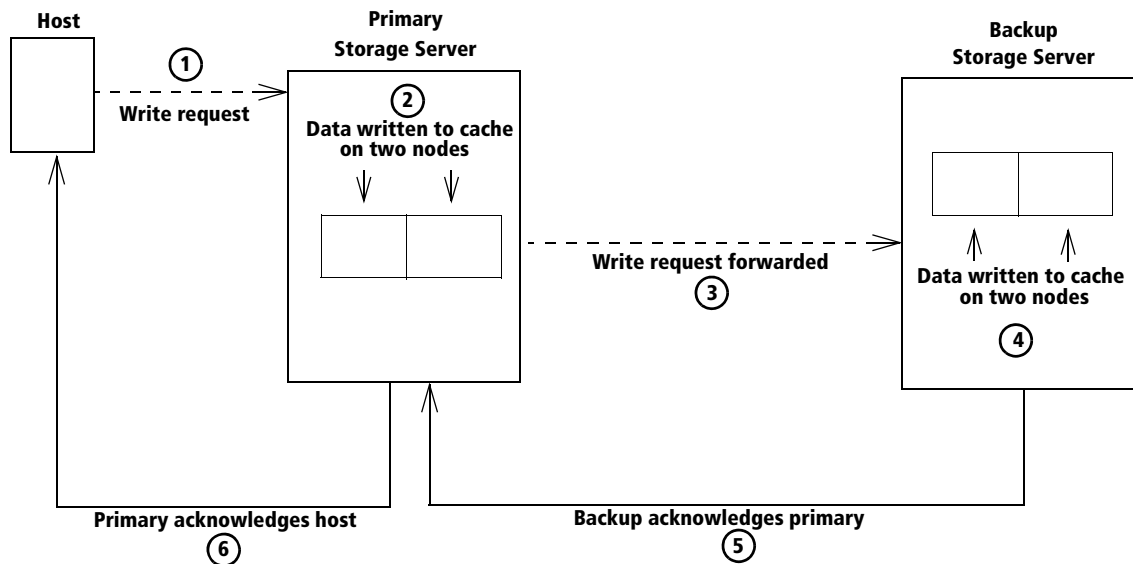 Host
1
Write request
Primary
Storage Server
2
Data written to cache
on two nodes
Write request forwarded
3
Backup
Storage Server
Data written to cache
on two nodes
4
Backup acknowledges primary
5
Primary acknowledges host
6